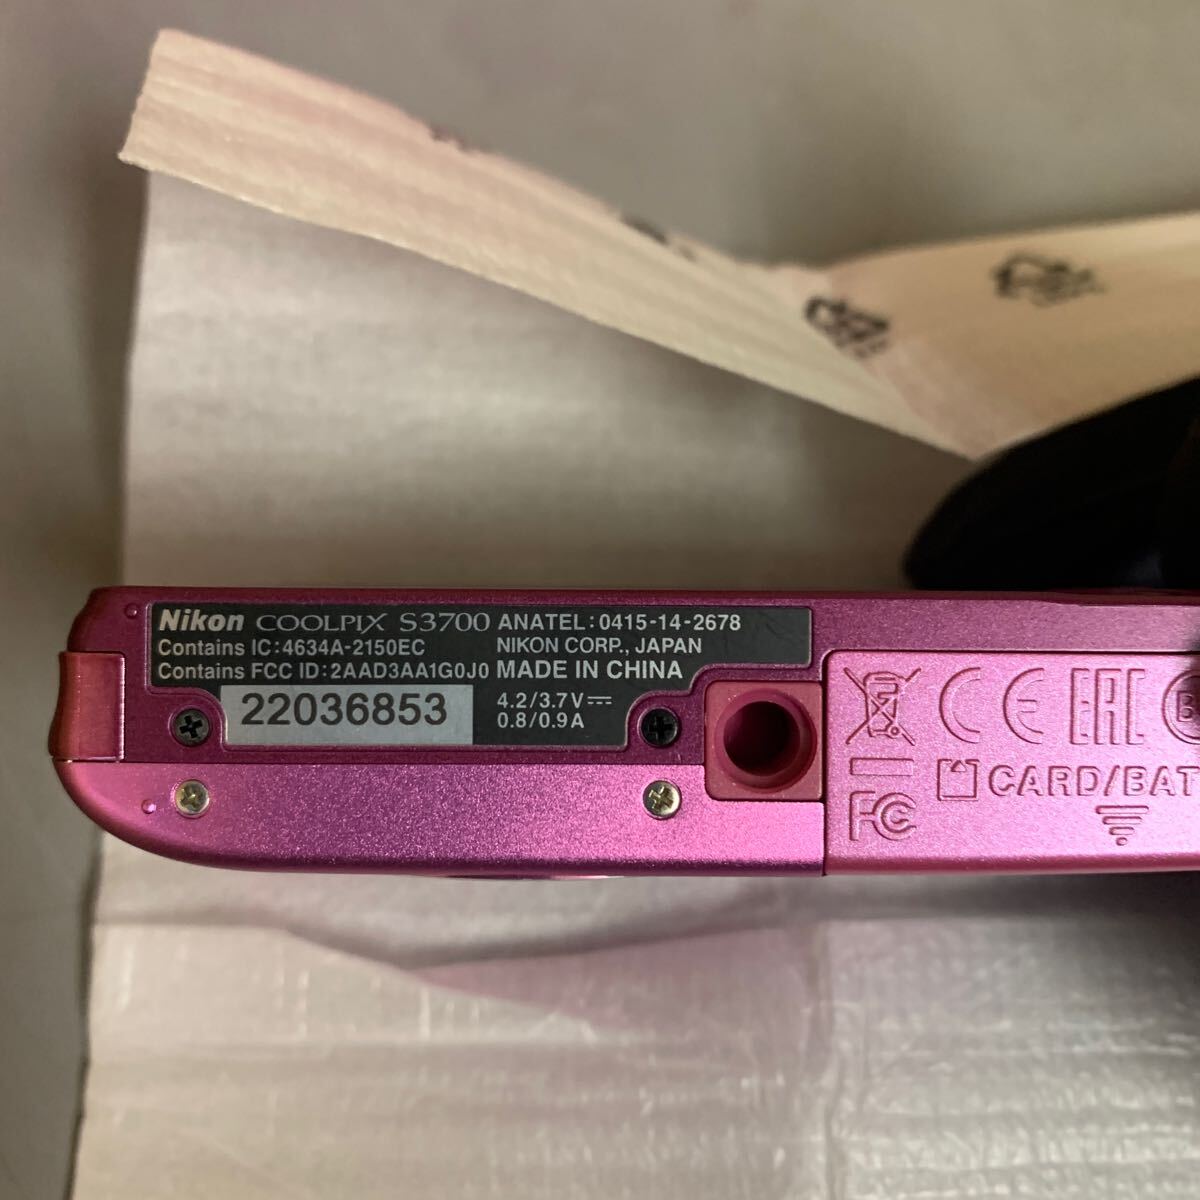 Nikon COOLPIX S3700 ANATEL: 0415-14-2678
Contains IC:4634A-2150EC NIKON CORP., JAPAN
Contains FCC ID:2AAD3AA1G0J0 MADE IN CHINA
22036853 4.2/3.7V⎓
0.8/0.9A
CE EAC B
FC CARD/BAT